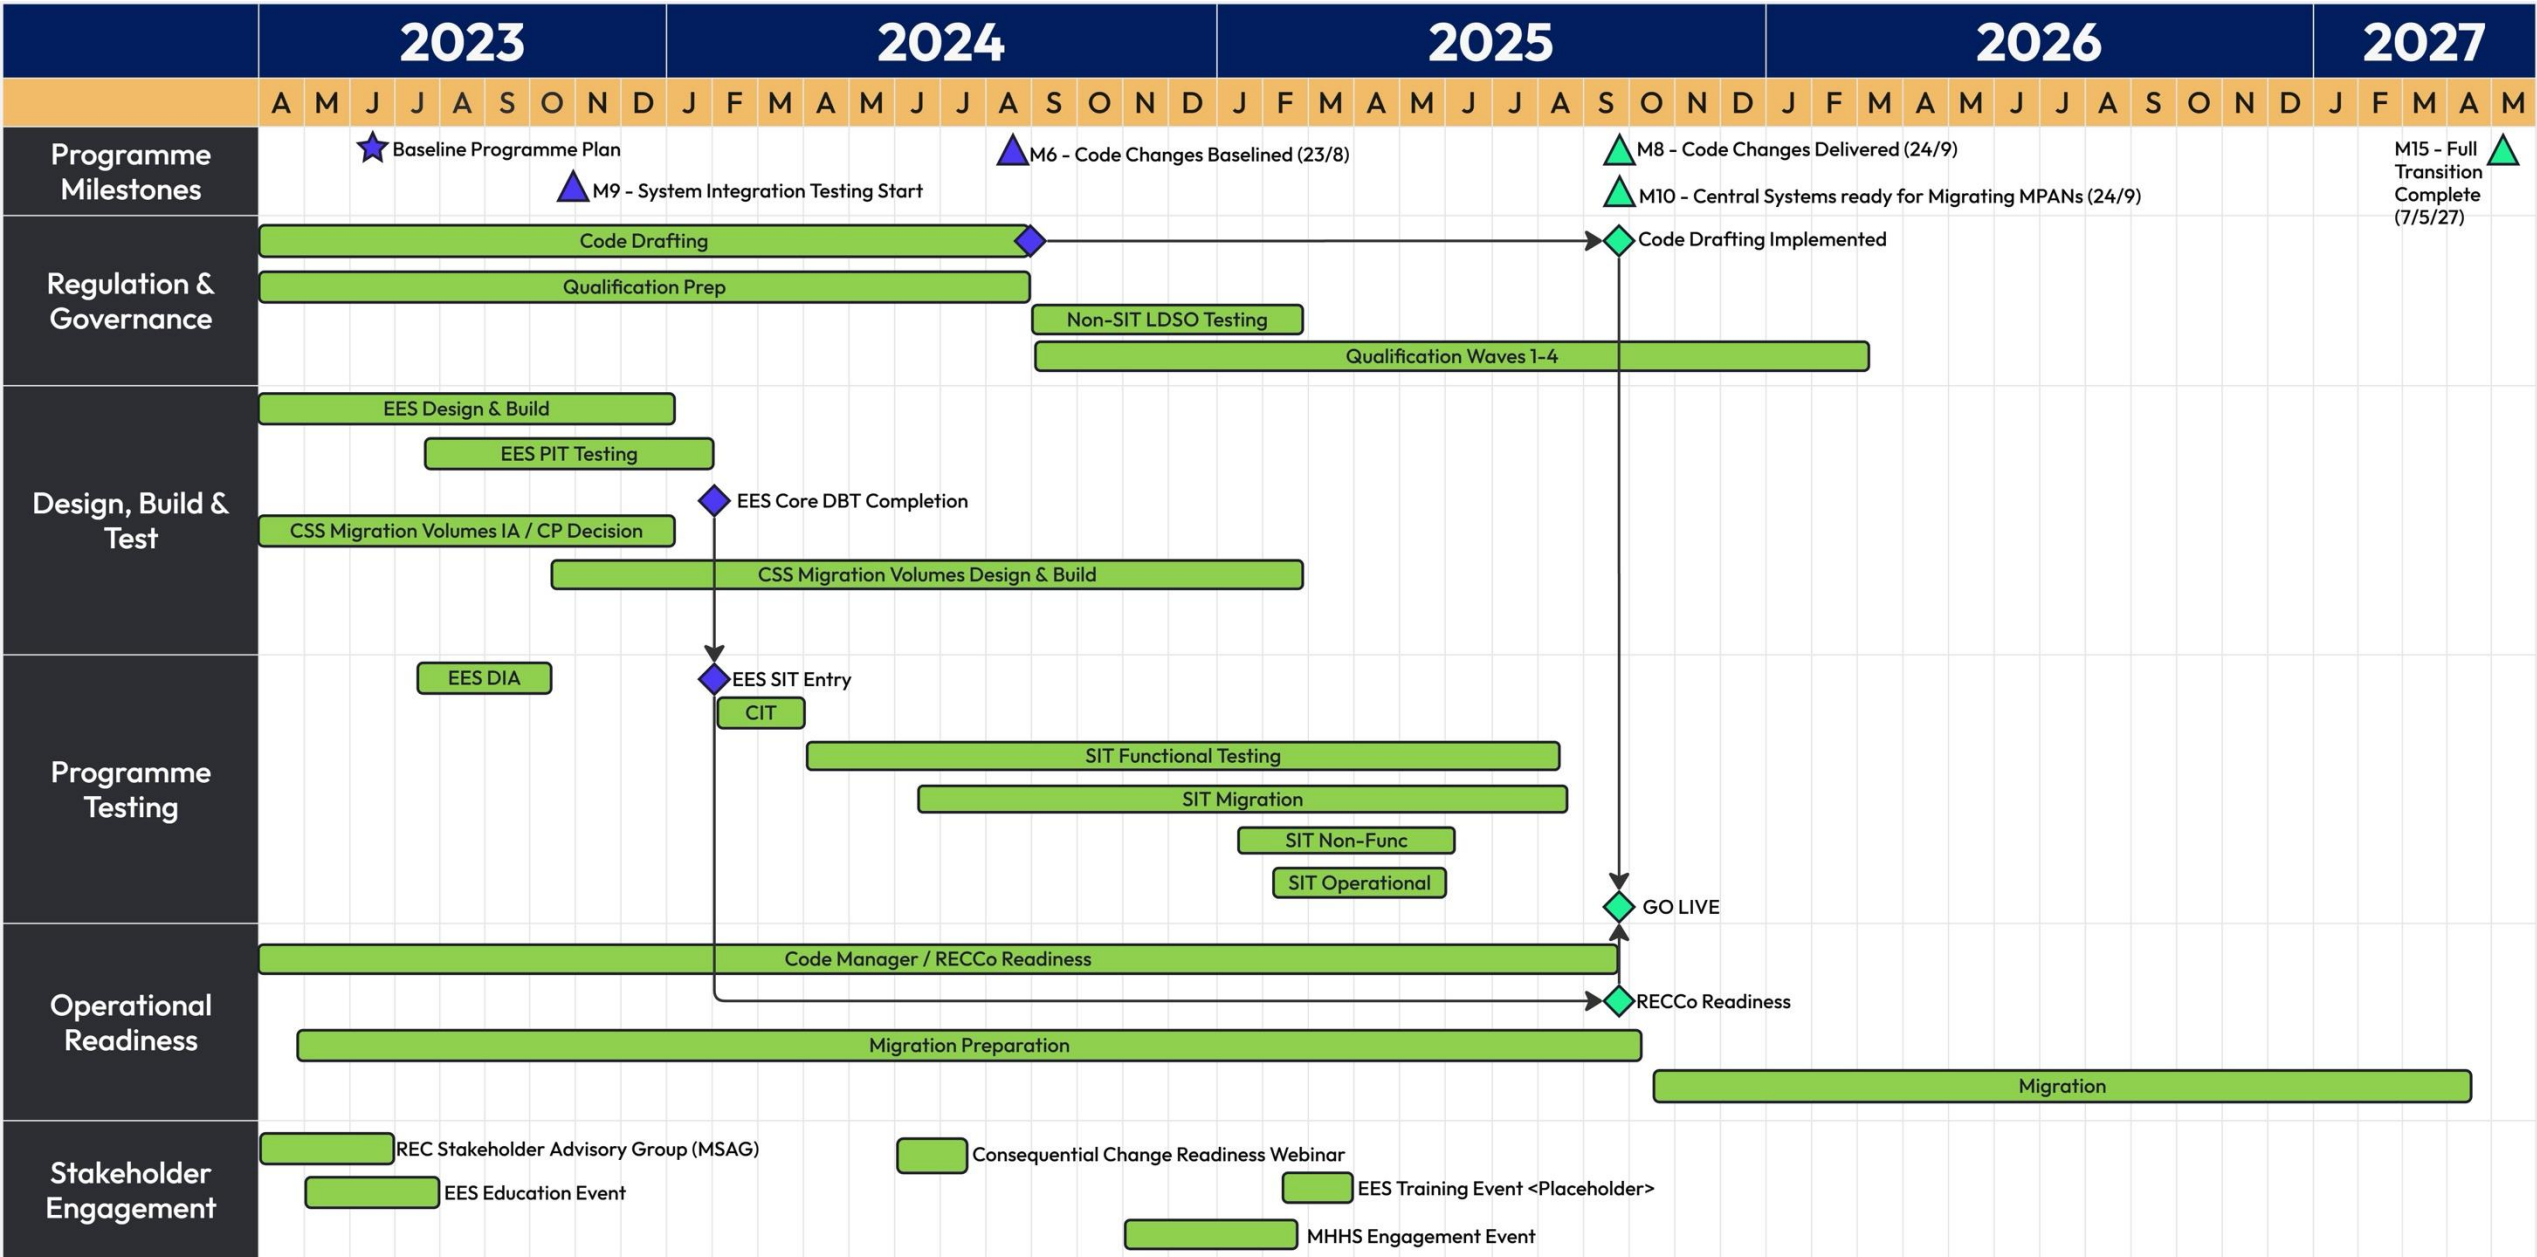 2023 2024 2025 2026 2027
A M J J A S O N D J F M A M J J A S O N D J F M A M J J A S O N D J F M A M J J A S O N D J F M A M
Programme
Milestones
Baseline Programme Plan
M9 - System Integration Testing Start
M6 - Code Changes Baselined (23/8)
M8 - Code Changes Delivered (24/9)
M10 - Central Systems ready for Migrating MPANs (24/9)
M15 - Full
Transition
Complete
(7/5/27)
Regulation &
Governance
Code Drafting
Code Drafting Implemented
Qualification Prep
Non-SIT LDSO Testing
Qualification Waves 1-4
Design, Build &
Test
EES Design & Build
EES PIT Testing
EES Core DBT Completion
CSS Migration Volumes IA / CP Decision
CSS Migration Volumes Design & Build
Programme
Testing
EES DIA
EES SIT Entry
CIT
SIT Functional Testing
SIT Migration
SIT Non-Func
SIT Operational
GO LIVE
Operational
Readiness
Code Manager / RECCo Readiness
RECCo Readiness
Migration Preparation
Migration
Stakeholder
Engagement
REC Stakeholder Advisory Group (MSAG)
Consequential Change Readiness Webinar
EES Education Event
EES Training Event <Placeholder>
MHHS Engagement Event